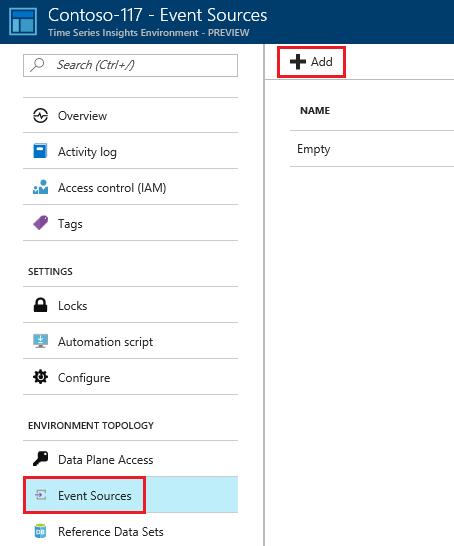 Contoso-117 - Event Sources
Time Series Insights Environment - PREVIEW
Search (Ctrl+/)
Overview
Activity log
Access control (IAM)
Tags
SETTINGS
Locks
Automation script
Configure
ENVIRONMENT TOPOLOGY
Data Plane Access
Event Sources
Reference Data Sets
Add
NAME
Empty